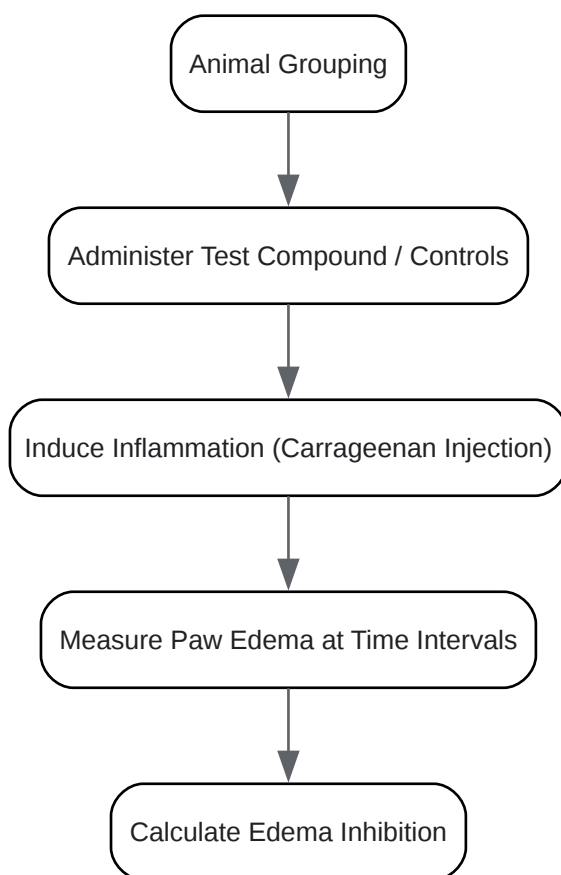 Animal Grouping
Administer Test Compound / Controls
Induce Inflammation (Carrageenan Injection)
Measure Paw Edema at Time Intervals
Calculate Edema Inhibition